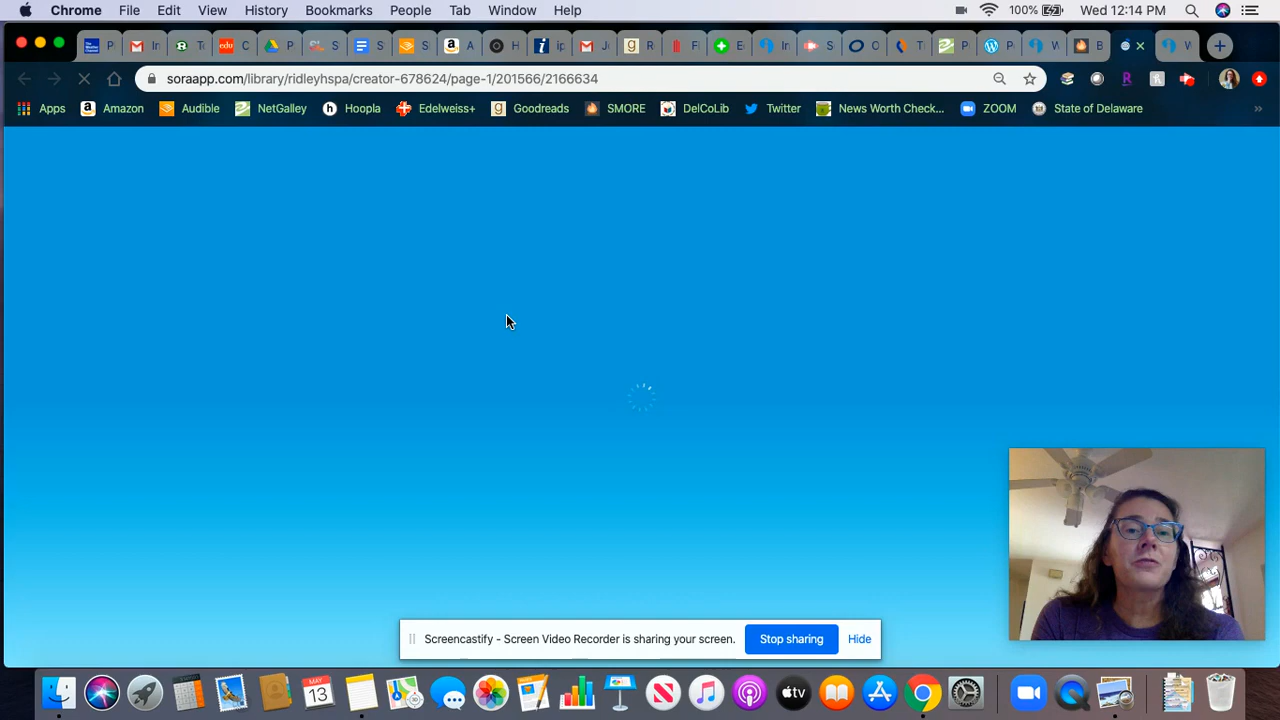 Chrome File Edit View History Bookmarks People Tab Window Help 100% Wed 12:14 PM
soraapp.com/library/ridleyhspa/creator-678624/page-1/201566/2166634
Apps Amazon Audible NetGalley Hoopla Edelweiss+ Goodreads SMORE DelCoLib Twitter News Worth Check... ZOOM State of Delaware »
Screencastify - Screen Video Recorder is sharing your screen. Stop sharing Hide
MAY
13
tv